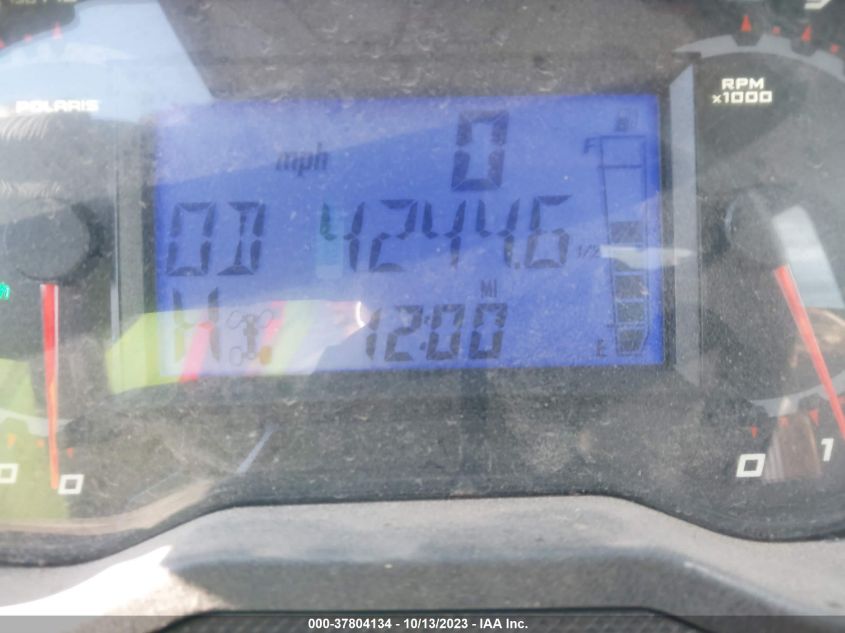 POLARIS
RPM
x1000
mph 0
F
OD 4244.6
1/2
MI
H 12:00
E
0 0
0 1
000-37804134 - 10/13/2023 - IAA Inc.